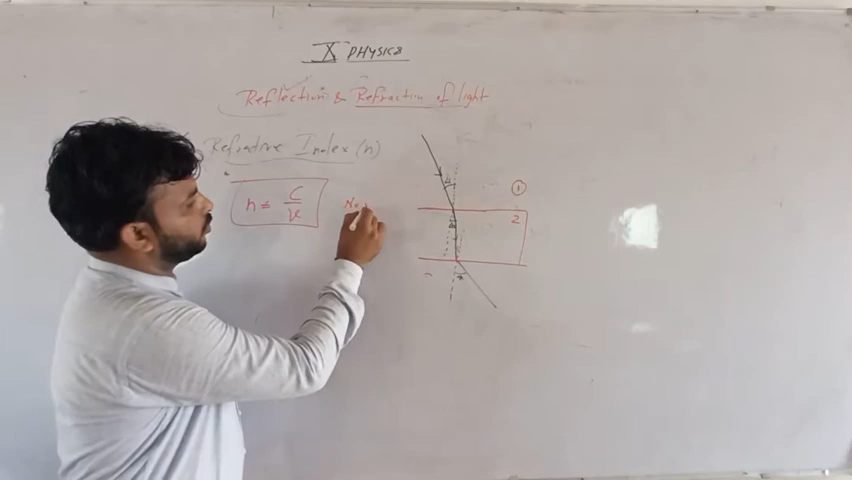 X PHYSICS
Reflection & Refraction of light
Refractive Index (n)
n = C/v
1
2